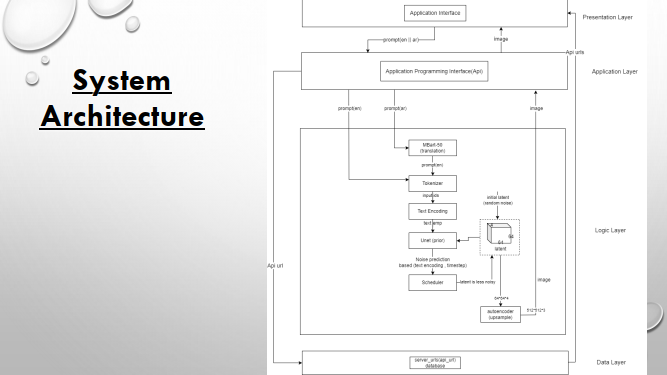 System
Architecture
Application Interface
Presentation Layer
prompt(en || ar)
image
Api urls
Application Programming Interface(Api)
Application Layer
prompt(en)
prompt(ar)
image
MBart-50
(translation)
prompt(en)
Tokenizer
input ids
initial latent
(random noise)
Text Encoding
text emp
Unet (prior)
64
64
latent
Logic Layer
Noise prediction
based (text encoding , timestep)
Api url
Scheduler
latent is less noisy
image
64*64*4
autoencoder
(upsample)
512*512*3
server_urls(api_url)
database
Data Layer